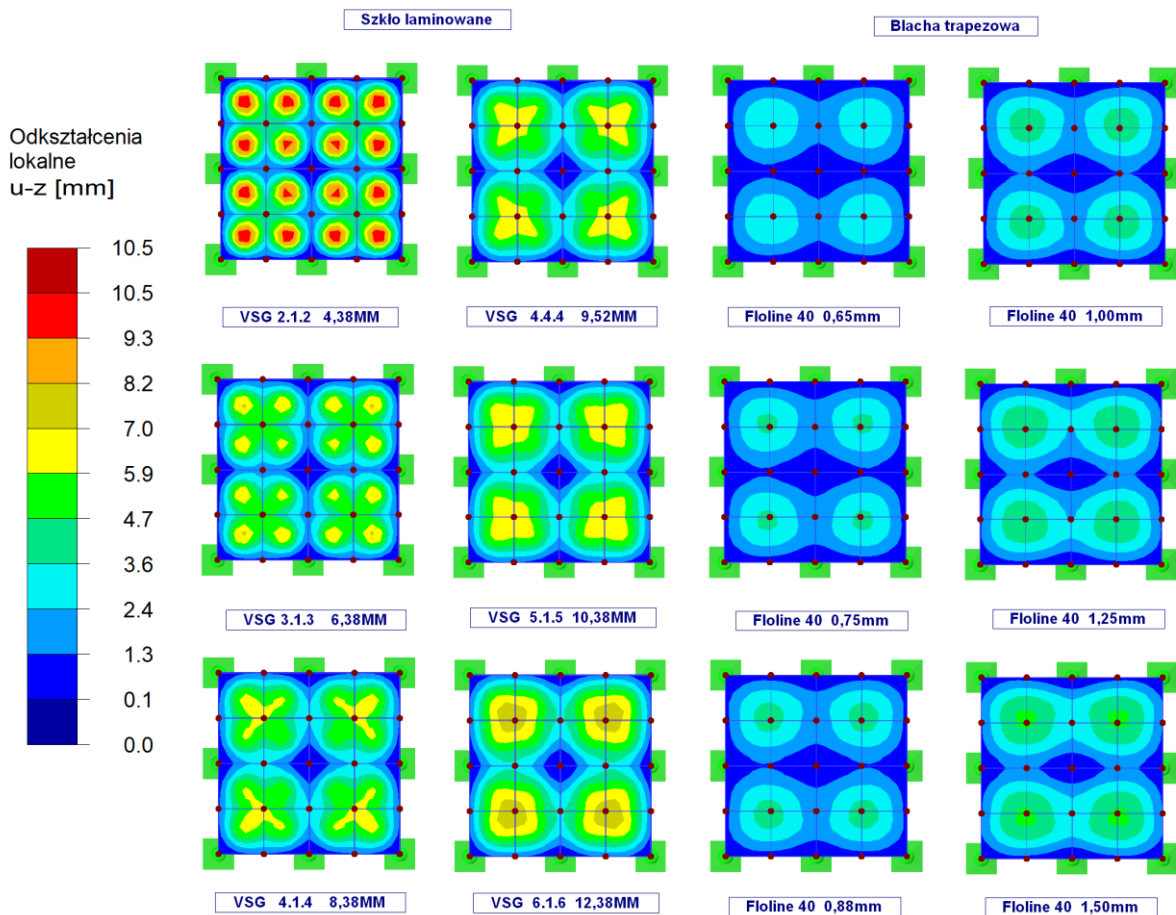 Szkło laminowane
Blacha trapezowa
Odkształcenia
lokalne
u-z [mm]
10.5
10.5
9.3
8.2
7.0
5.9
4.7
3.6
2.4
1.3
0.1
0.0
VSG 2.1.2 4,38MM
VSG 4.4.4 9,52MM
Floline 40 0,65mm
Floline 40 1,00mm
VSG 3.1.3 6,38MM
VSG 5.1.5 10,38MM
Floline 40 0,75mm
Floline 40 1,25mm
VSG 4.1.4 8,38MM
VSG 6.1.6 12,38MM
Floline 40 0,88mm
Floline 40 1,50mm